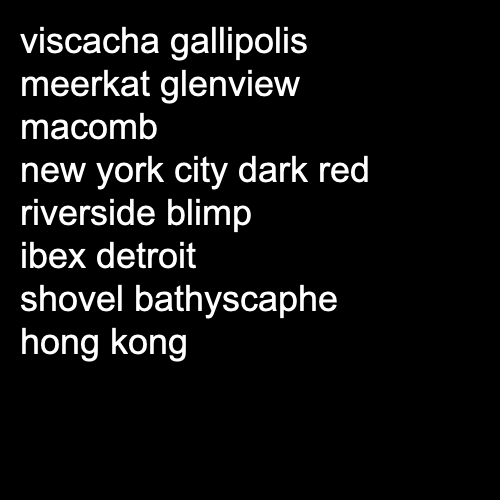 viscacha gallipolis
meerkat glenview
macomb
new york city dark red
riverside blimp
ibex detroit
shovel bathyscaphe
hong kong